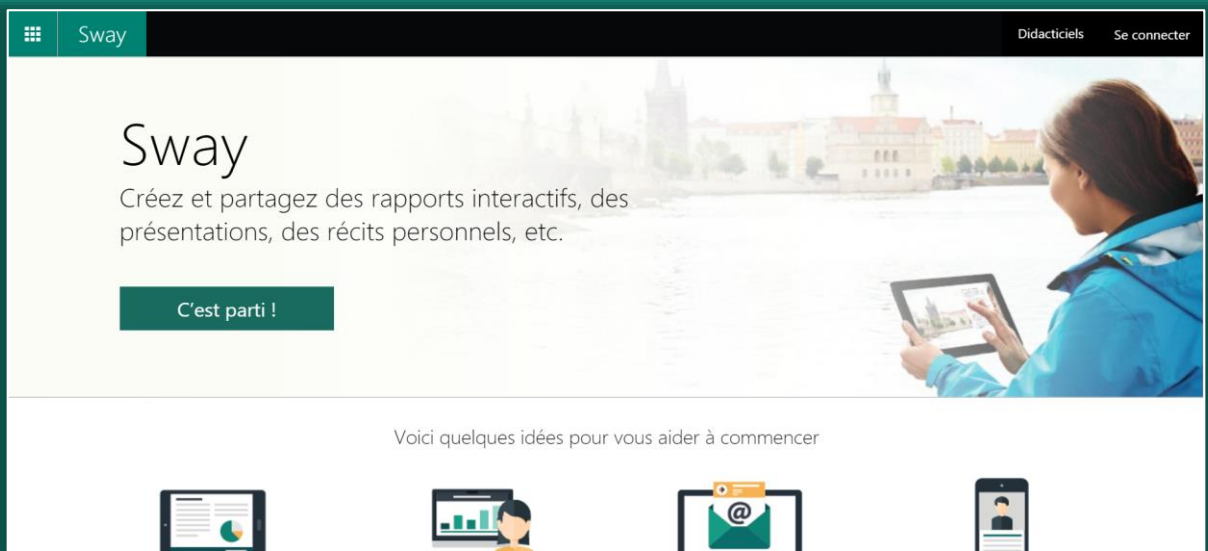 Sway
Didacticiels
Se connecter
Sway
Créez et partagez des rapports interactifs, des
présentations, des récits personnels, etc.
C'est parti !
Voici quelques idées pour vous aider à commencer
@